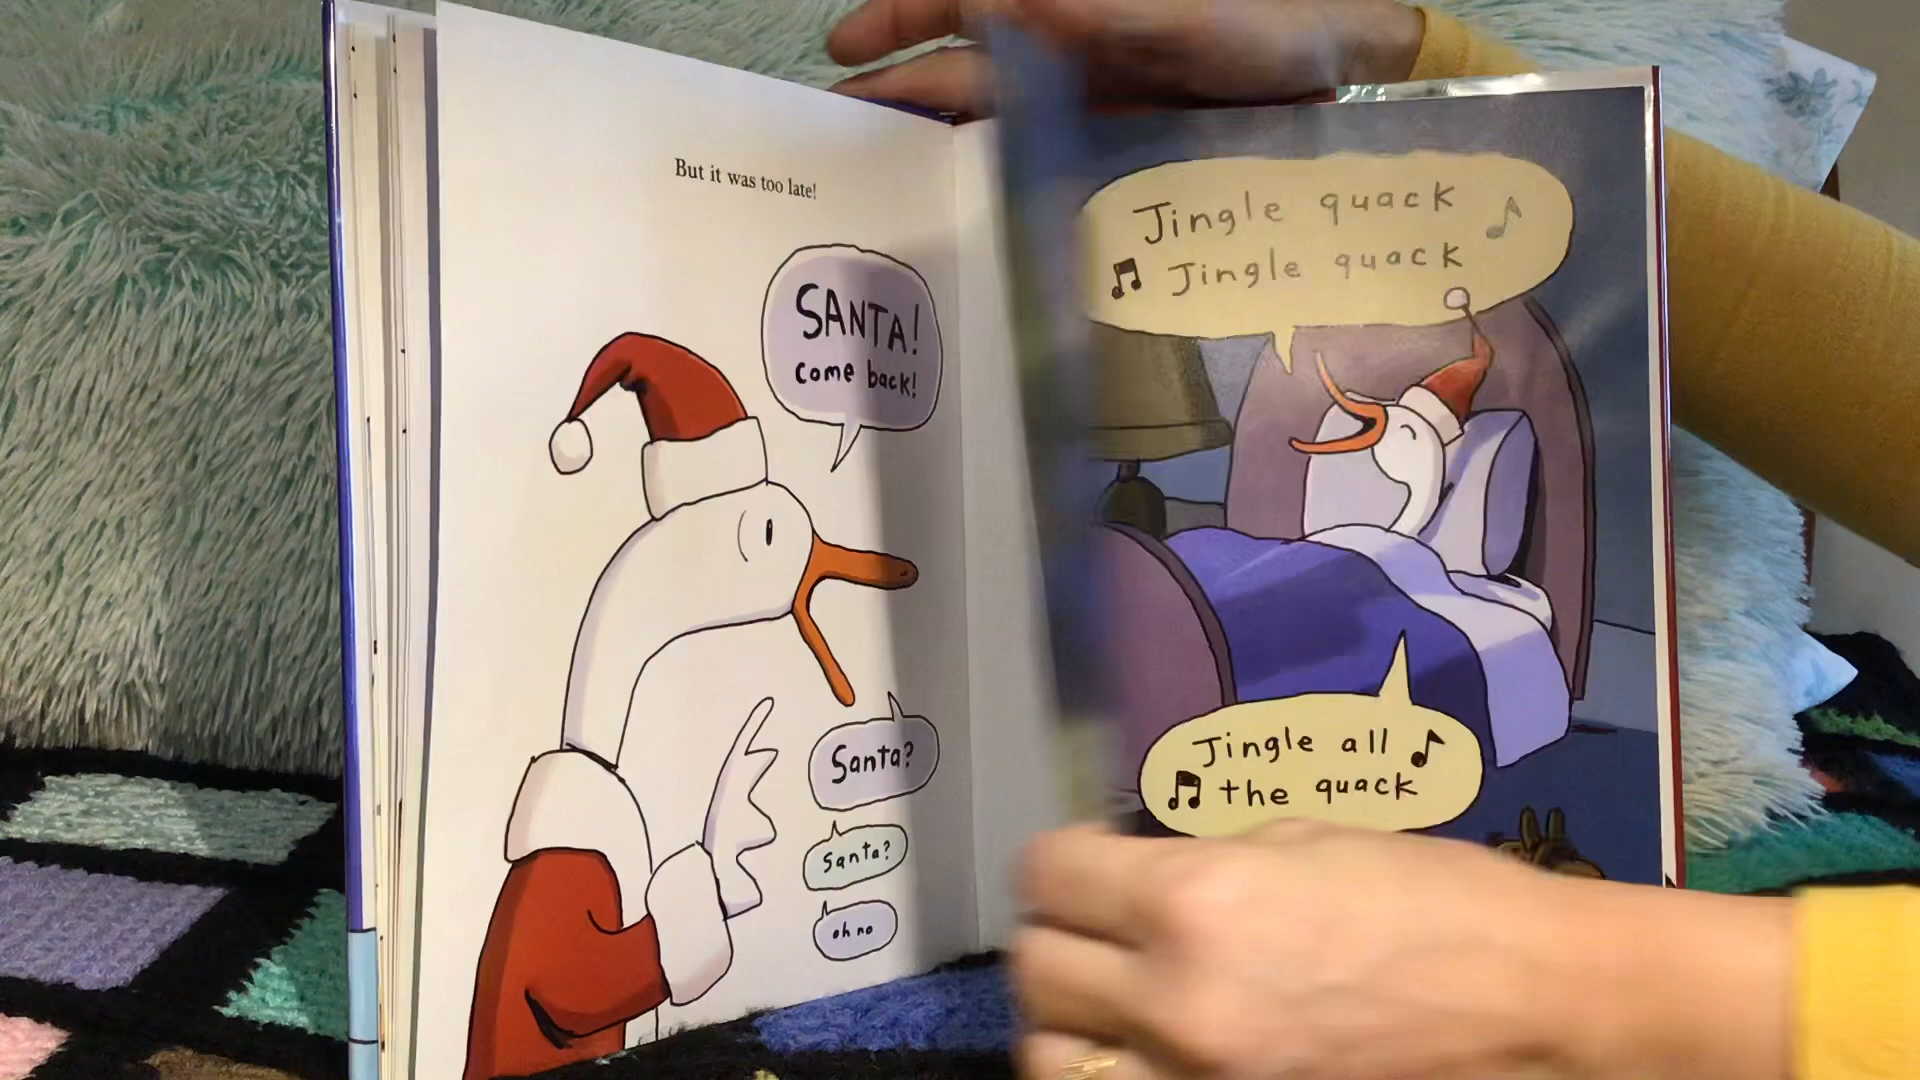 But it was too late!
SANTA!
come back!
Santa?
Santa?
oh no
Jingle quack
Jingle quack
Jingle all
the quack